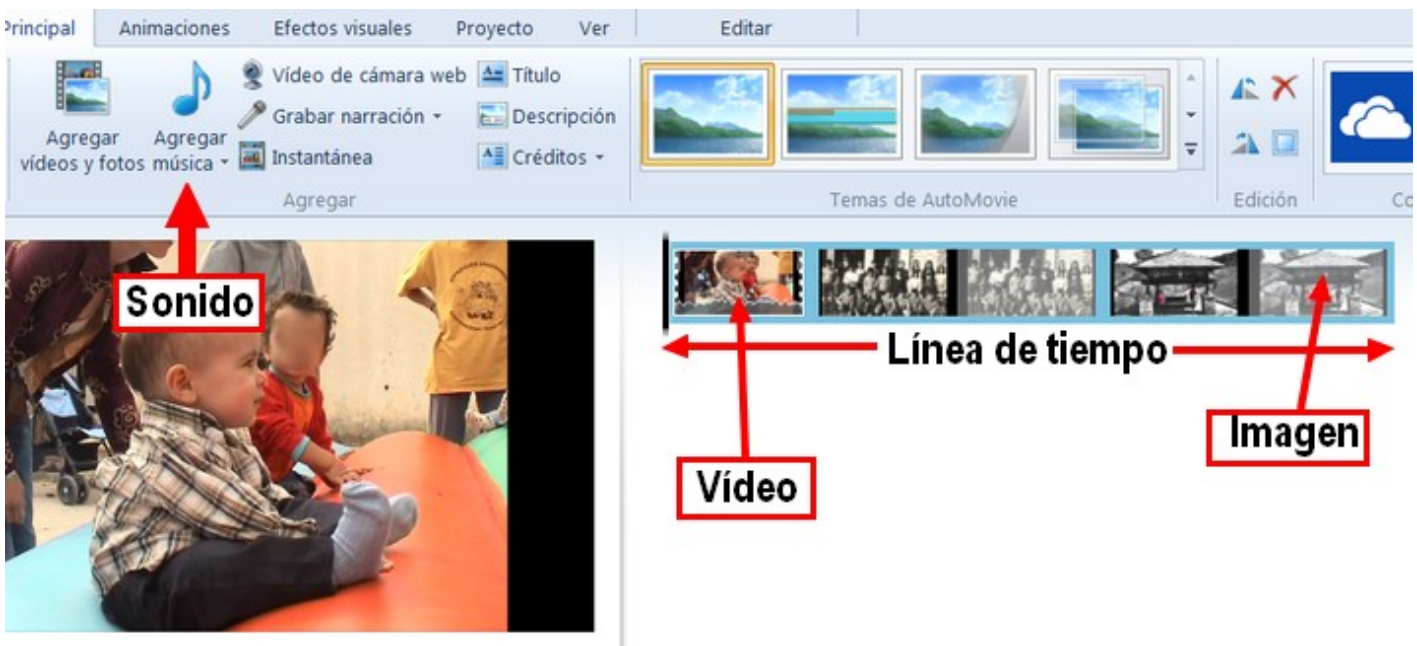 Principal Animaciones Efectos visuales Proyecto Ver Editar
Vídeo de cámara web Título
Grabar narración Descripción
Instantánea Créditos
Agregar
vídeos y fotos
Agregar
música
Agregar Temas de AutoMovie Edición Co
Sonido
Línea de tiempo
Imagen
Vídeo